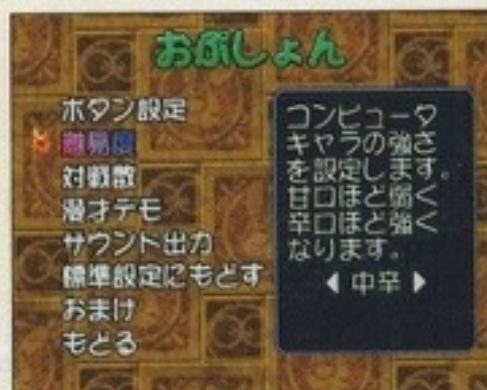 おぷしょん
ボタン設定
難易度
対戦数
漫才デモ
サウンド出力
標準設定にもどす
おまけ
もどる
コンピュータ
キャラの強さ
を設定します。
甘口ほど弱く
辛口ほど強く
なります。
◀ 中辛 ▶